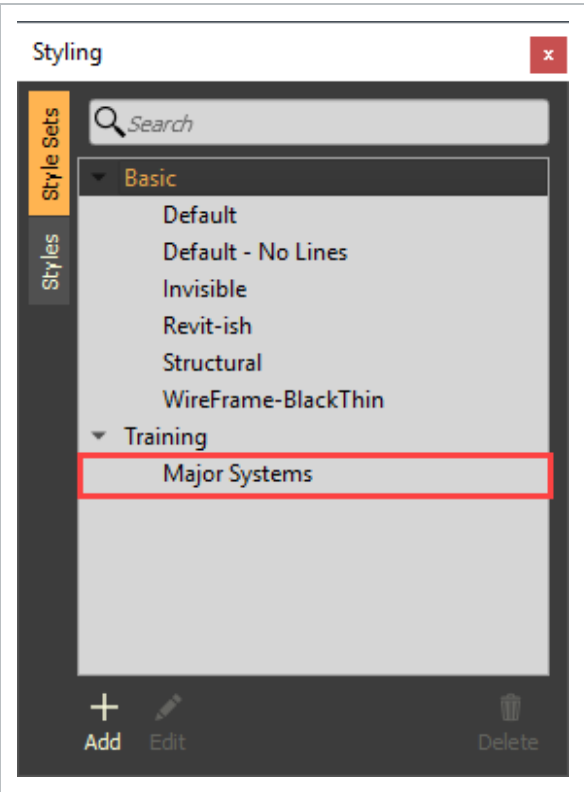 Styling
x
Style Sets
Styles
Search
Basic
Default
Default - No Lines
Invisible
Revit-ish
Structural
WireFrame-BlackThin
Training
Major Systems
Add
Edit
Delete